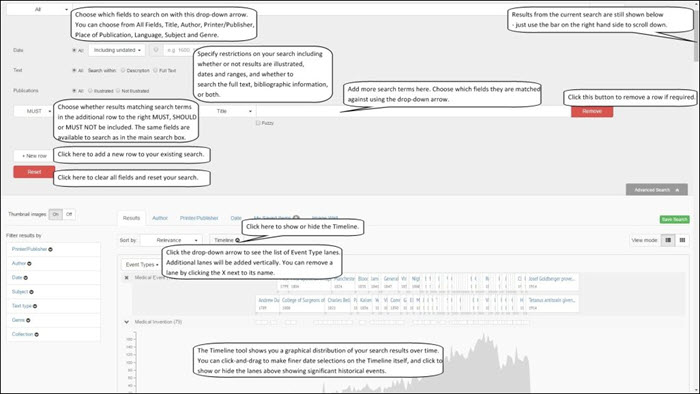 All
Choose which fields to search on with this drop-down arrow.
You can choose from All Fields, Title, Author, Printer/Publisher,
Place of Publication, Language, Subject and Genre.
Results from the current search are still shown below
- just use the bar on the right hand side to scroll down.
Date: All Including undated e.g. 1600,
Text All Search within: Description Full Text
Publications All Illustrated Not illustrated
Specify restrictions on your search including
whether or not results are illustrated,
dates and ranges, and whether to
search the full text, bibliographic information,
or both.
Add more search terms here. Choose which fields they are matched
against using the drop-down arrow.
Click this button to remove a row if required.
MUST Title Remove
Fuzzy
Choose whether results matching search terms
in the additional row to the right MUST, SHOULD
or MUST NOT be included. The same fields are
available to search as in the main search box.
+ New row
Click here to add a new row to your existing search.
Reset
Click here to clear all fields and reset your search.
Advanced Search
Thumbnail images On Off
Results Author Printer/Publisher Date
Save Search
Click here to show or hide the Timeline.
Filter results by
Sort by: Relevance Timeline
View mode:
Printer/Publisher
Author
Date
Subject
Text type
Genre
Collection
Click the drop-down arrow to see the list of Event Type lanes.
Additional lanes will be added vertically. You can remove a
lane by clicking the X next to its name.
Event Types
Medical Event
Josef Goldberger prove...
Andrew Du College of Surgeons of Charles Bell
Tetanus antitoxin given...
Medical Invention (70)
The Timeline tool shows you a graphical distribution of your search results over time.
You can click-and-drag to make finer date selections on the Timeline itself, and click to
show or hide the lanes above showing significant historical events.
160
140
120
100
80
60
40